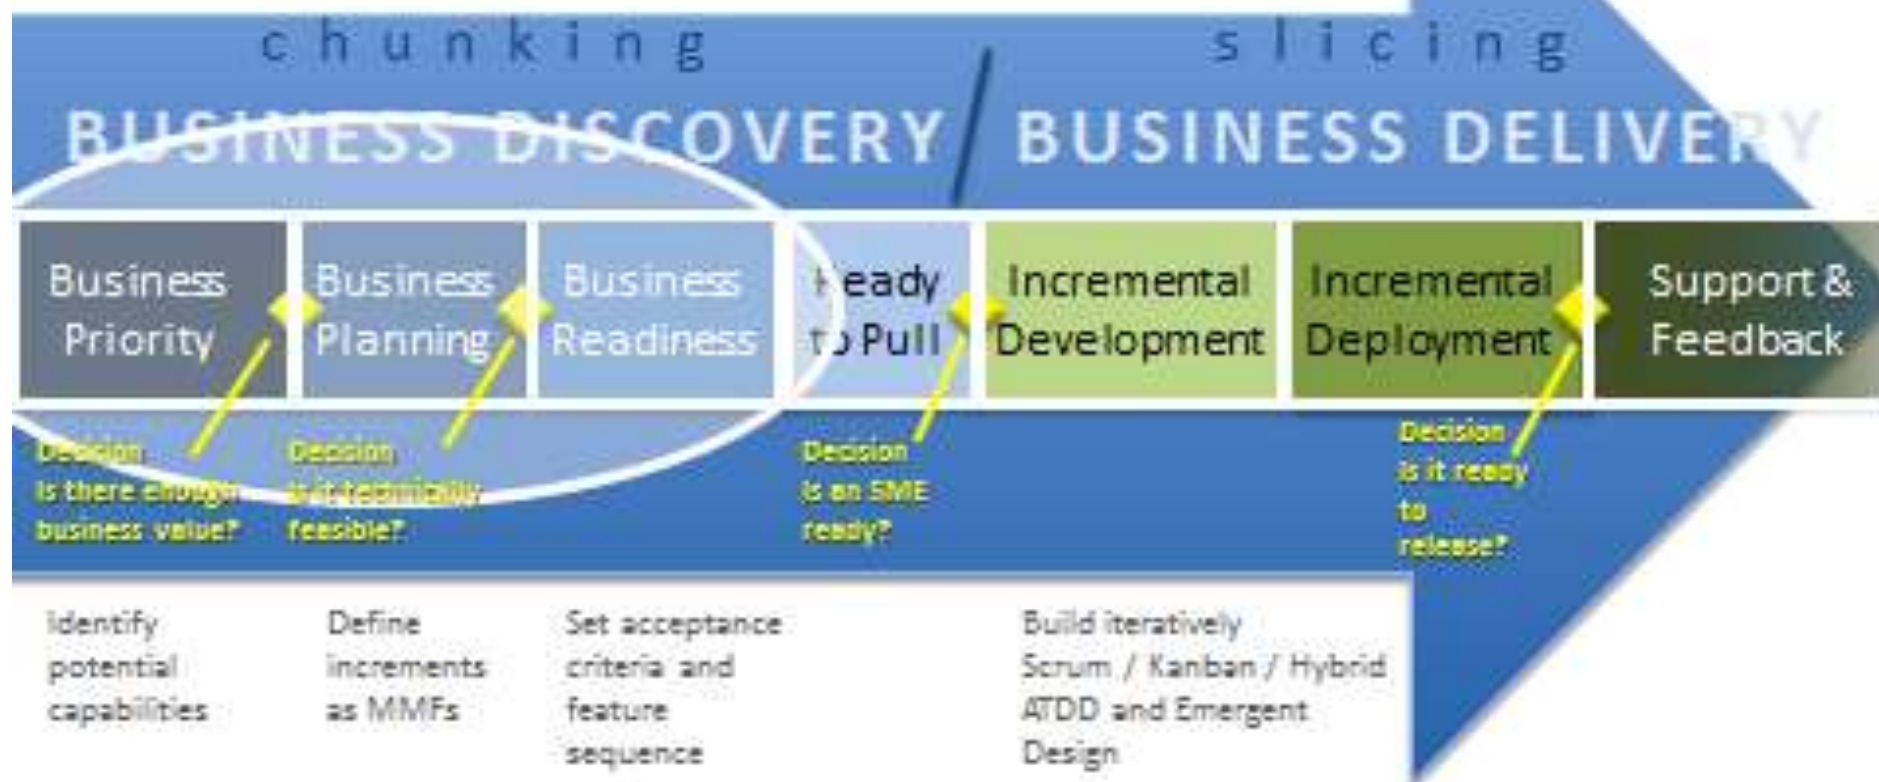 chunking
slicing
BUSINESS DISCOVERY / BUSINESS DELIVERY
Business
Priority
Business
Planning
Business
Readiness
Ready
to Pull
Incremental
Development
Incremental
Deployment
Support &
Feedback
Decision
Is there enough
business value?
Decision
Is it technically
feasible?
Decision
Is an SME
ready?
Decision
Is it ready
to
release?
Identify
potential
capabilities
Define
increments
as MMFs
Set acceptance
criteria and
feature
sequence
Build iteratively
Scrum / Kanban / Hybrid
ATDD and Emergent
Design